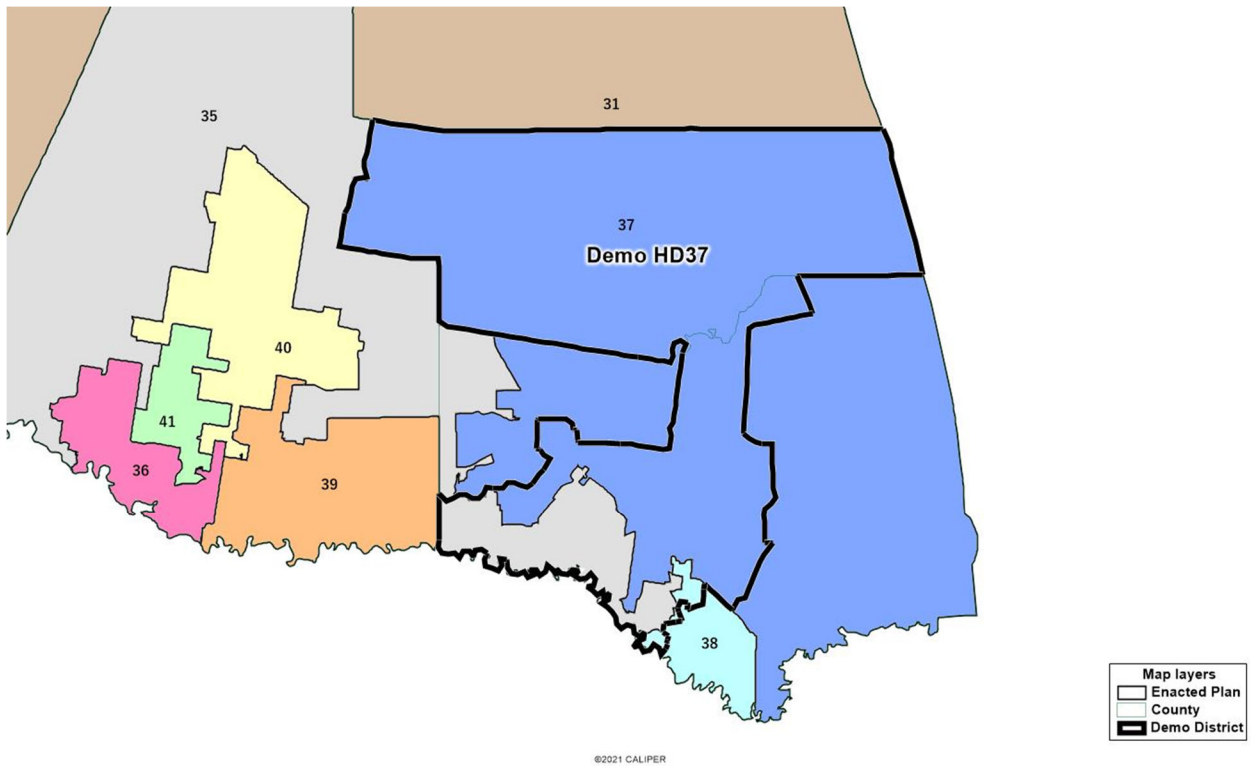 31
35
37
Demo HD37
40
41
36
39
38
Map layers
Enacted Plan
County
Demo District
©2021 CALIPER